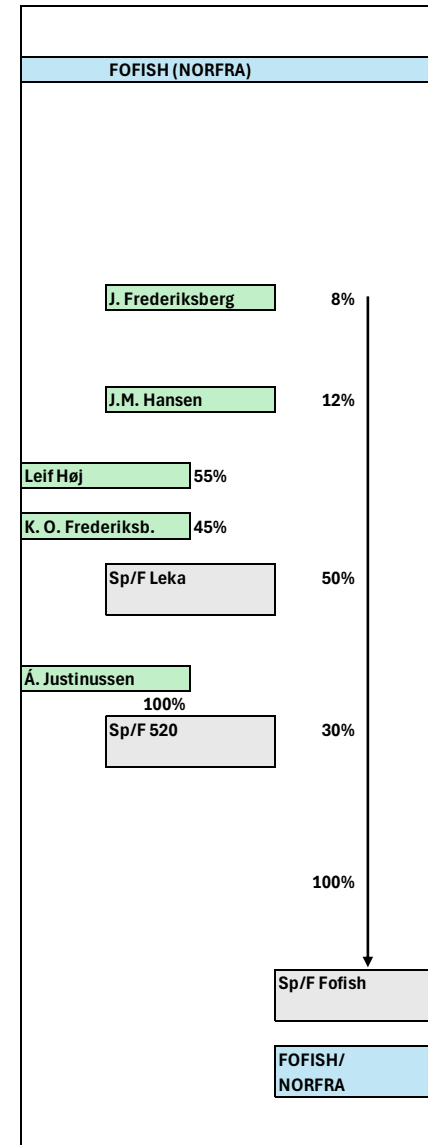 FOFISH (NORFRA)
J. Frederiksberg 8%
J.M. Hansen 12%
Leif Høj 55%
K. O. Frederiksb. 45%
Sp/F Leka 50%
Á. Justinussen
100%
Sp/F 520 30%
100%
Sp/F Fofish
FOFISH/
NORFRA